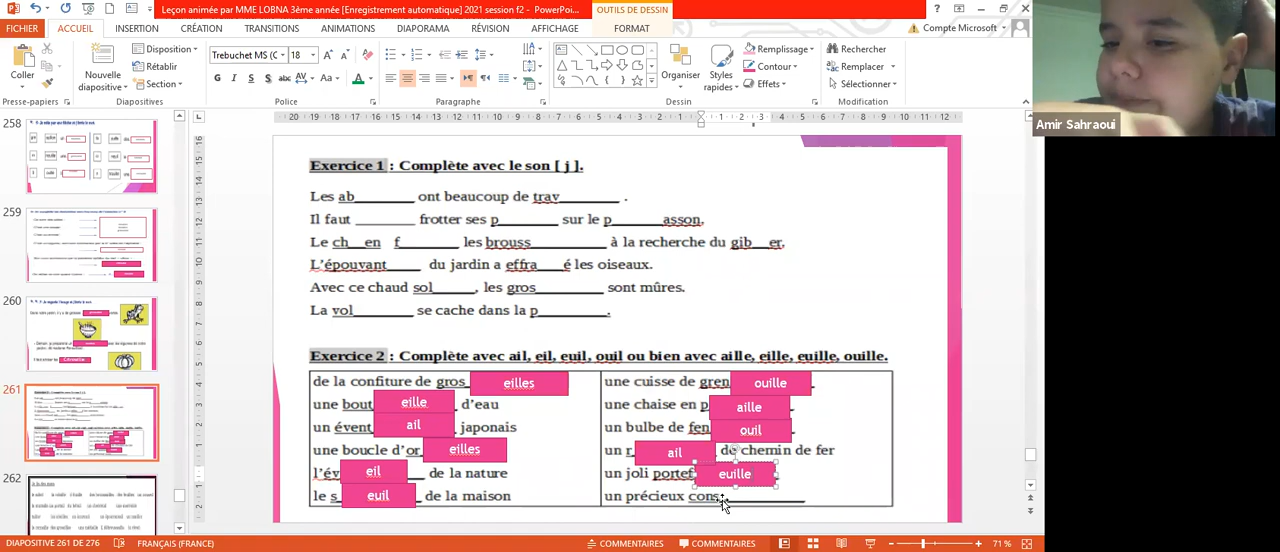 Leçon animée par MME LOBNA 3ème année [Enregistrement automatique] 2021 session f2 - PowerPoi...
OUTILS DE DESSIN
FICHIER ACCUEIL INSERTION CRÉATION TRANSITIONS ANIMATIONS DIAPORAMA RÉVISION AFFICHAGE FORMAT Compte Microsoft
Coller
Nouvelle diapositive
Disposition
Rétablir
Section
Trebuchet MS (C 18
G I S S abc AV Aa A
Organiser
Styles rapides
Remplissage
Contour
Effets
Rechercher
Remplacer
Sélectionner
Presse-papiers Diapositives Police Paragraphe Dessin Modification
Amir Sahraoui
258
259
260
261
262
Exercice 1 : Complète avec le son [ j ].
Les ab________ ont beaucoup de trav________ .
Il faut ________ frotter ses p________ sur le p________asson,
Le ch__en f________ les brouss________ à la recherche du gib__er,
L'épouvant____ du jardin a effra____é les oiseaux.
Avec ce chaud sol______, les gros_________ sont mûres.
La vol________ se cache dans la p_________.
Exercice 2 : Complète avec ail, eil, euil, ouil ou bien avec aille, eille, euille, ouille.
de la confiture de gros eilles
une bout eille d'eau
un évent ail japonais
une boucle d'or eilles
l'év eil de la nature
le s euil de la maison
une cuisse de gren ouille .
une chaise en p aille .
un bulbe de fen ouil .
un r ail de chemin de fer
un joli portef euille
un précieux cons__________
DIAPOSITIVE 261 DE 276 FRANÇAIS (FRANCE) COMMENTAIRES COMMENTAIRES 71 %